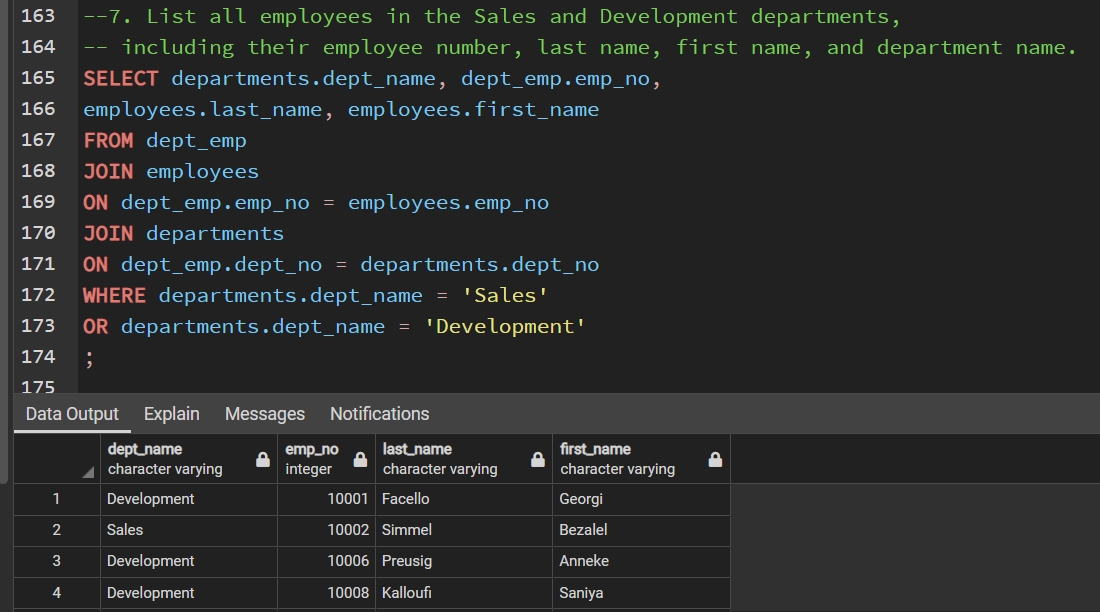 163 --7. List all employees in the Sales and Development departments,
164 -- including their employee number, last name, first name, and department name.
165 SELECT departments.dept_name, dept_emp.emp_no,
166 employees.last_name, employees.first_name
167 FROM dept_emp
168 JOIN employees
169 ON dept_emp.emp_no = employees.emp_no
170 JOIN departments
171 ON dept_emp.dept_no = departments.dept_no
172 WHERE departments.dept_name = 'Sales'
173 OR departments.dept_name = 'Development'
174 ;
175
Data Output Explain Messages Notifications
dept_name emp_no last_name first_name
character varying integer character varying character varying
1 Development 10001 Facello Georgi
2 Sales 10002 Simmel Bezalel
3 Development 10006 Preusig Anneke
4 Development 10008 Kalloufi Saniya